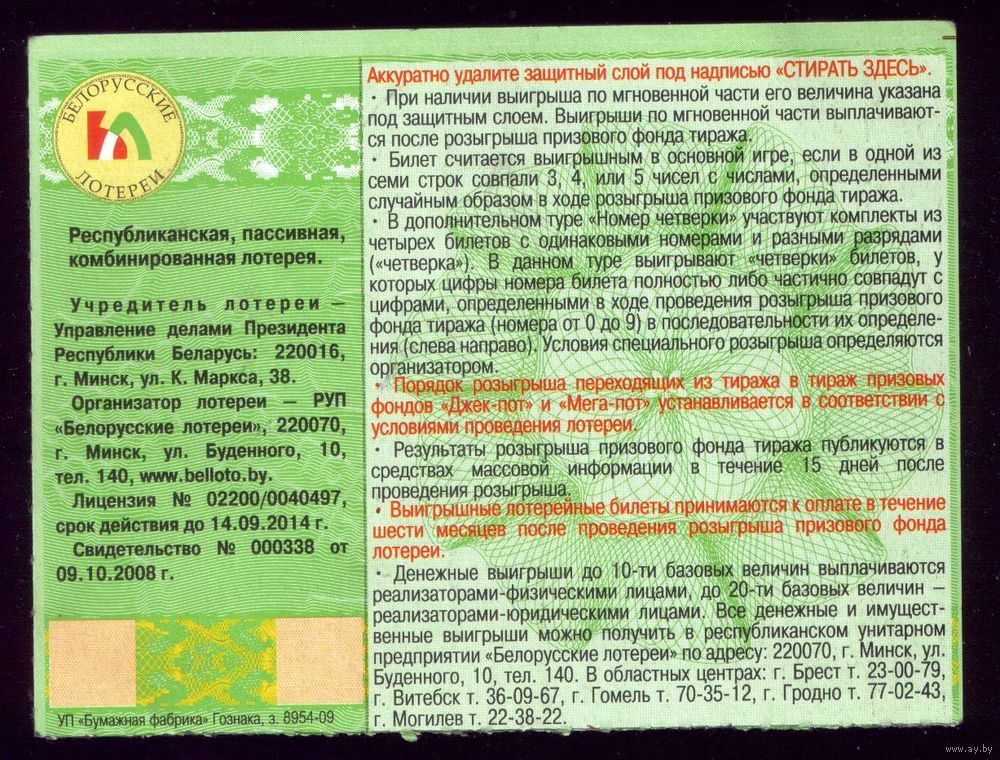 БЕЛОРУССКИЕ
ЛОТЕРЕИ
Республиканская, пассивная,
комбинированная лотерея.
Учредитель лотереи –
Управление делами Президента
Республики Беларусь: 220016,
г. Минск, ул. К. Маркса, 38.
Организатор лотереи – РУП
«Белорусские лотереи», 220070,
г. Минск, ул. Буденного, 10,
тел. 140, www.belloto.by.
Лицензия № 02200/0040497,
срок действия до 14.09.2014 г.
Свидетельство № 000338 от
09.10.2008 г.
УП «Бумажная фабрика» Гознака, з. 8954-09
Аккуратно удалите защитный слой под надписью «СТИРАТЬ ЗДЕСЬ».
• При наличии выигрыша по мгновенной части его величина указана
под защитным слоем. Выигрыши по мгновенной части выплачивают-
ся после розыгрыша призового фонда тиража.
• Билет считается выигрышным в основной игре, если в одной из
семи строк совпали 3, 4, или 5 чисел с числами, определенными
случайным образом в ходе розыгрыша призового фонда тиража.
• В дополнительном туре «Номер четверки» участвуют комплекты из
четырех билетов с одинаковыми номерами и разными разрядами
(«четверка»). В данном туре выигрывают «четверки» билетов, у
которых цифры номера билета полностью либо частично совпадут с
цифрами, определенными в ходе проведения розыгрыша призового
фонда тиража (номера от 0 до 9) в последовательности их определе-
ния (слева направо). Условия специального розыгрыша определяются
организатором.
• Порядок розыгрыша переходящих из тиража в тираж призовых
фондов «Джек-пот» и «Мега-пот» устанавливается в соответствии с
условиями проведения лотереи.
• Результаты розыгрыша призового фонда тиража публикуются в
средствах массовой информации в течение 15 дней после
проведения розыгрыша.
• Выигрышные лотерейные билеты принимаются к оплате в течение
шести месяцев после проведения розыгрыша призового фонда
лотереи.
• Денежные выигрыши до 10-ти базовых величин выплачиваются
реализаторами-физическими лицами, до 20-ти базовых величин –
реализаторами-юридическими лицами. Все денежные и имущест-
венные выигрыши можно получить в республиканском унитарном
предприятии «Белорусские лотереи» по адресу: 220070, г. Минск, ул.
Буденного, 10, тел. 140. В областных центрах: г. Брест т. 23-00-79,
г. Витебск т. 36-09-67, г. Гомель т. 70-35-12, г. Гродно т. 77-02-43,
г. Могилев т. 22-38-22.
www.ay.by